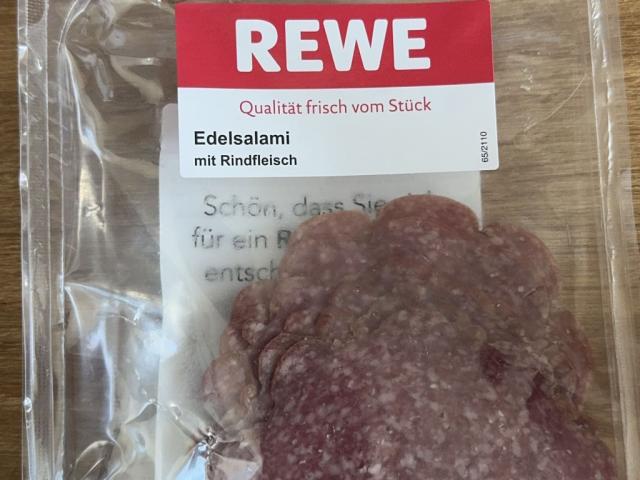 REWE
Qualität frisch vom Stück
Edelsalami
mit Rindfleisch
65/2110
Schön, dass Sie
für ein
entsch